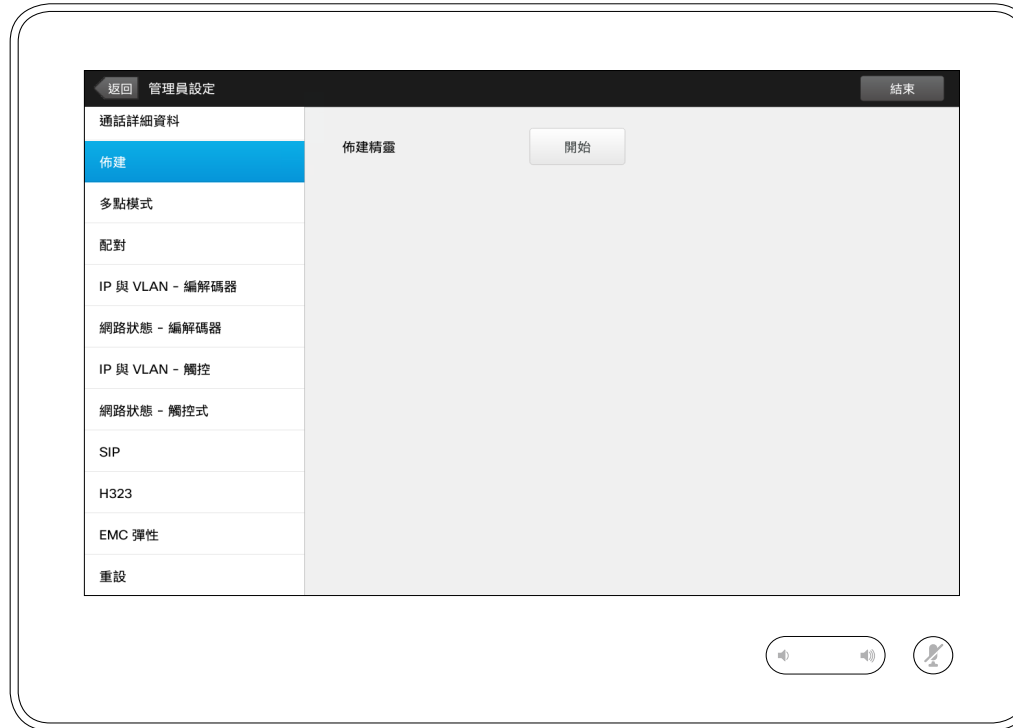 返回 管理員設定 結束
通話詳細資料
佈建精靈 開始
佈建
多點模式
配對
IP 與 VLAN - 編解碼器
網路狀態 - 編解碼器
IP 與 VLAN - 觸控
網路狀態 - 觸控式
SIP
H323
EMC 彈性
重設